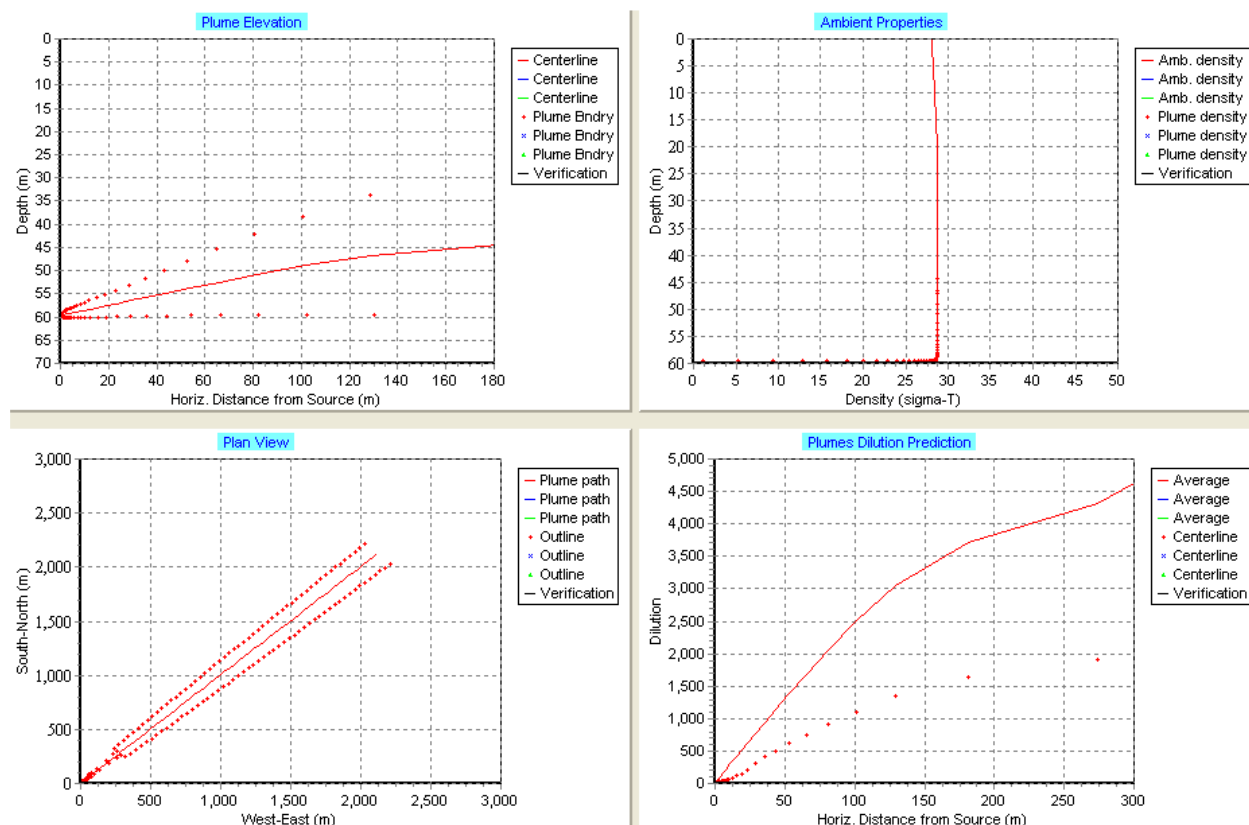 Plume Elevation
0
5
10
15
20
25
30
35
40
45
50
55
60
65
70
Depth (m)
0
20
40
60
80
100
120
140
160
180
Horiz. Distance from Source (m)
Centerline
Centerline
Centerline
Plume Bndry
Plume Bndry
Plume Bndry
Verification
Ambient Properties
0
5
10
15
20
25
30
35
40
45
50
55
60
Depth (m)
0
5
10
15
20
25
30
35
40
45
50
Density (sigma-T)
Amb. density
Amb. density
Amb. density
Plume density
Plume density
Plume density
Verification
Plan View
3,000
2,500
2,000
1,500
1,000
500
0
South-North (m)
0
500
1,000
1,500
2,000
2,500
3,000
West-East (m)
Plume path
Plume path
Plume path
Outline
Outline
Outline
Verification
Plumes Dilution Prediction
5,000
4,500
4,000
3,500
3,000
2,500
2,000
1,500
1,000
500
0
Dilution
0
50
100
150
200
250
300
Horiz. Distance from Source (m)
Average
Average
Average
Centerline
Centerline
Centerline
Verification